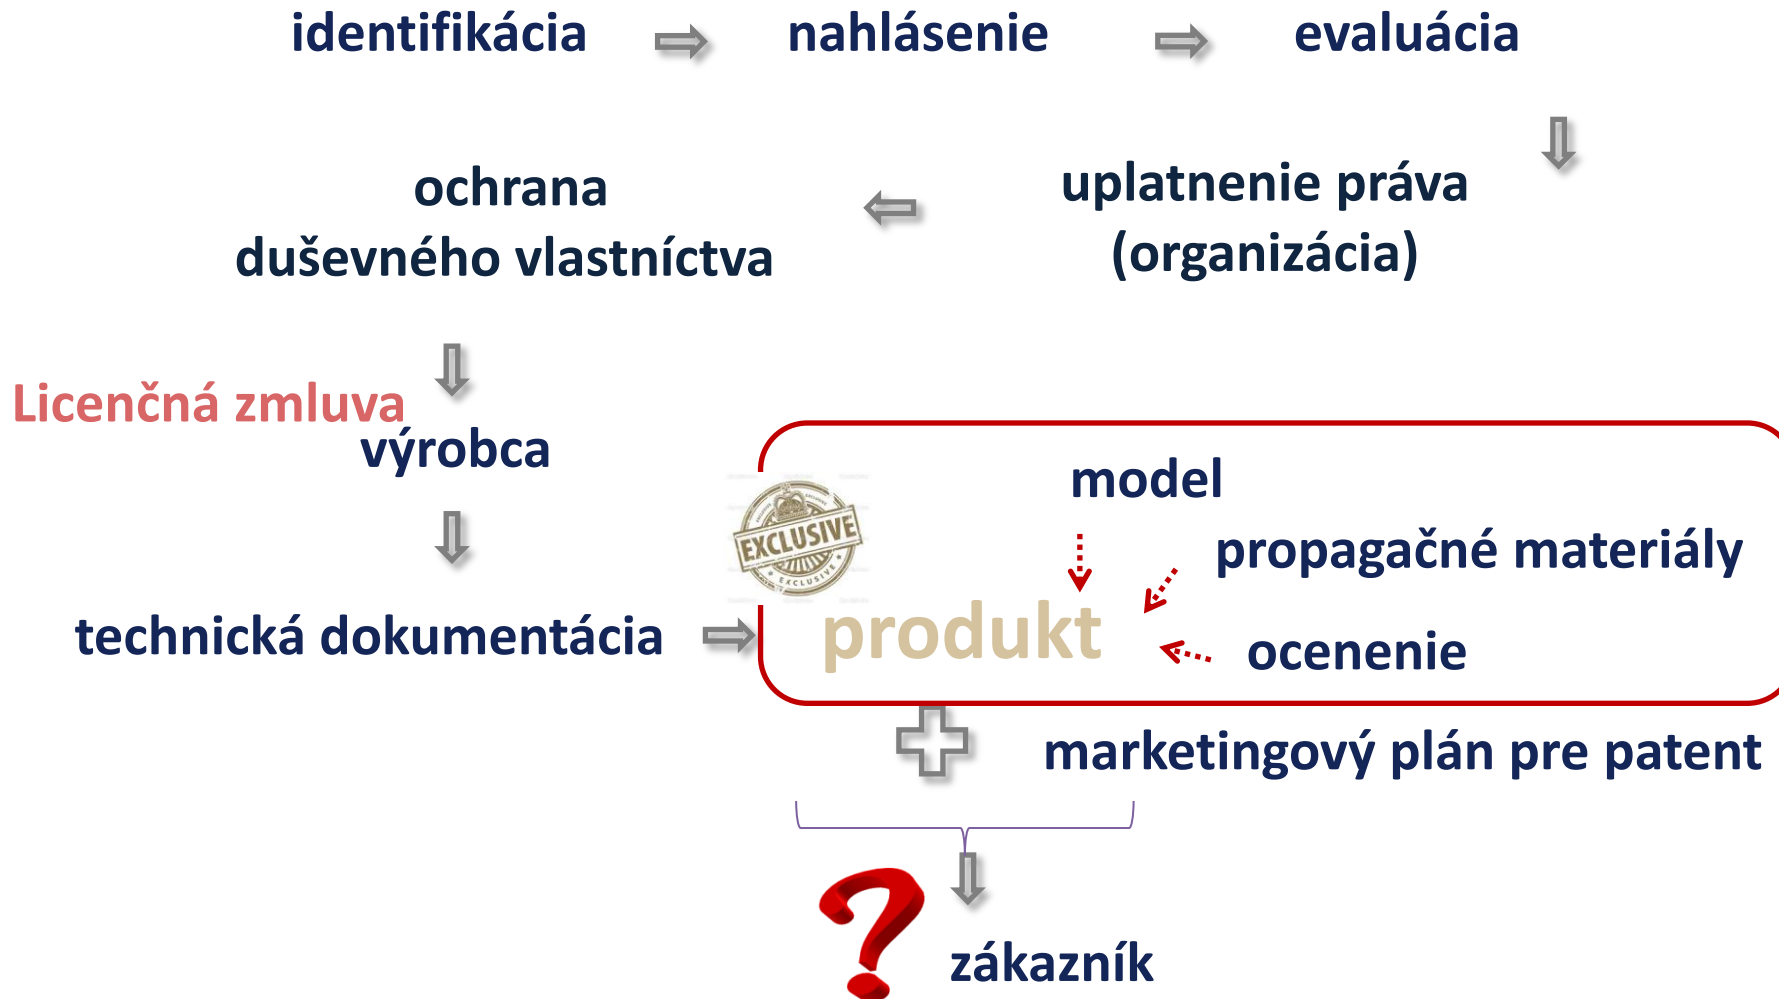 identifikácia
nahlásenie
evaluácia
uplatnenie práva
(organizácia)
ochrana
duševného vlastníctva
Licenčná zmluva
výrobca
technická dokumentácia
EXCLUSIVE
EXCLUSIVE
model
propagačné materiály
produkt
ocenenie
marketingový plán pre patent
?
zákazník